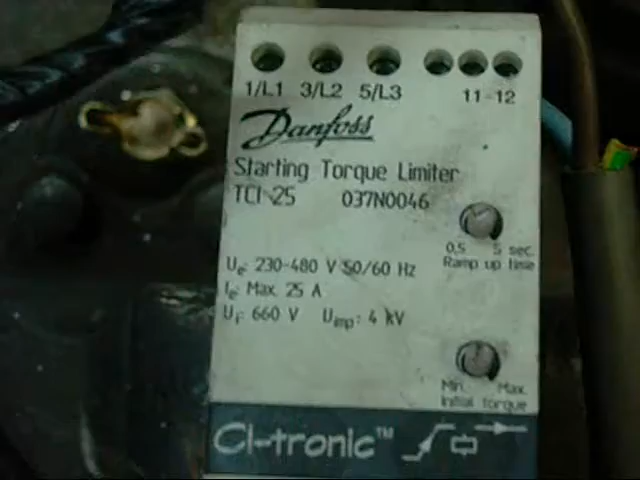 1/L1 3/L2 5/L3 11-12
Danfoss
Starting Torque Limiter
TCI-25 037N0046
0,5 5 sec.
Ramp up time
Ue: 230-480 V 50/60 Hz
Ie: Max. 25 A
Ui: 660 V Uimp: 4 kV
Min. Max.
Initial torque
CI-tronic™